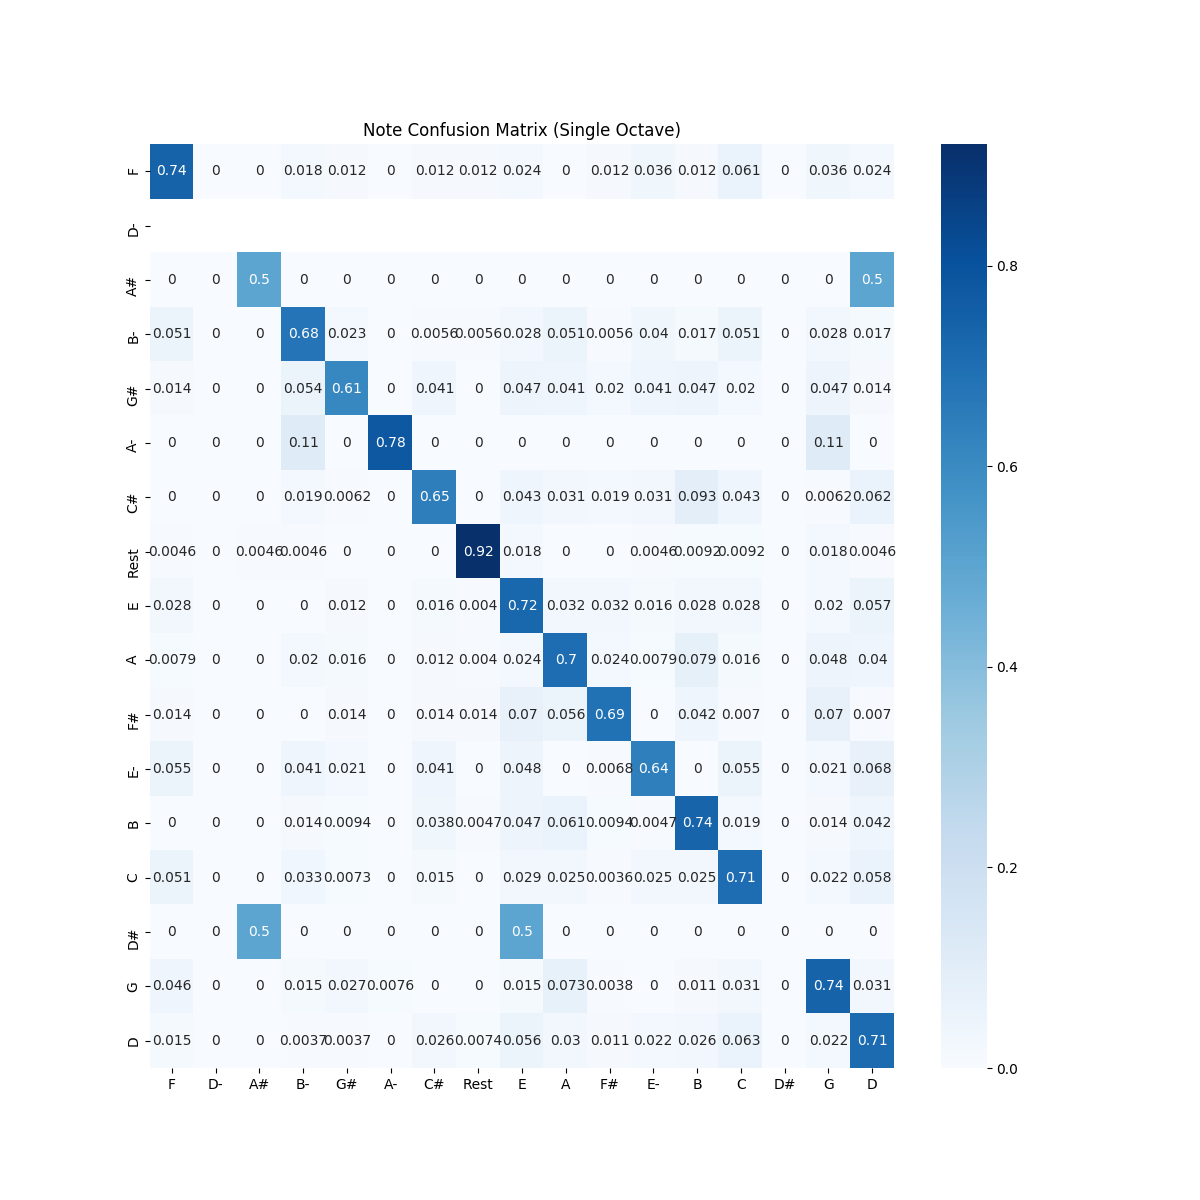 Note Confusion Matrix (Single Octave)
F 0.74 0 0 0.018 0.012 0 0.012 0.012 0.024 0 0.012 0.036 0.012 0.061 0 0.036 0.024
D-
A# 0 0 0.5 0 0 0 0 0 0 0 0 0 0 0 0 0 0.5
B- 0.051 0 0 0.68 0.023 0 0.0056 0.0056 0.028 0.051 0.0056 0.04 0.017 0.051 0 0.028 0.017
G# 0.014 0 0 0.054 0.61 0 0.041 0 0.047 0.041 0.02 0.041 0.047 0.02 0 0.047 0.014
A- 0 0 0 0.11 0 0.78 0 0 0 0 0 0 0 0 0 0.11 0
C# 0 0 0 0.019 0.0062 0 0.65 0 0.043 0.031 0.019 0.031 0.093 0.043 0 0.0062 0.062
Rest 0.0046 0 0.0046 0.0046 0 0 0 0.92 0.018 0 0 0.0046 0.0092 0.0092 0 0.018 0.0046
E 0.028 0 0 0 0.012 0 0.016 0.004 0.72 0.032 0.032 0.016 0.028 0.028 0 0.02 0.057
A 0.0079 0 0 0.02 0.016 0 0.012 0.004 0.024 0.7 0.024 0.0079 0.079 0.016 0 0.048 0.04
F# 0.014 0 0 0 0.014 0 0.014 0.014 0.07 0.056 0.69 0 0.042 0.007 0 0.07 0.007
E- 0.055 0 0 0.041 0.021 0 0.041 0 0.048 0 0.0068 0.64 0 0.055 0 0.021 0.068
B 0 0 0 0.014 0.0094 0 0.038 0.0047 0.047 0.061 0.0094 0.0047 0.74 0.019 0 0.014 0.042
C 0.051 0 0 0.033 0.0073 0 0.015 0 0.029 0.025 0.0036 0.025 0.025 0.71 0 0.022 0.058
D# 0 0 0.5 0 0 0 0 0 0.5 0 0 0 0 0 0 0 0
G 0.046 0 0 0.015 0.027 0.0076 0 0 0.015 0.073 0.0038 0 0.011 0.031 0 0.74 0.031
D 0.015 0 0 0.0037 0.0037 0 0.026 0.0074 0.056 0.03 0.011 0.022 0.026 0.063 0 0.022 0.71
F D- A# B- G# A- C# Rest E A F# E- B C D# G D
0.8
0.6
0.4
0.2
0.0